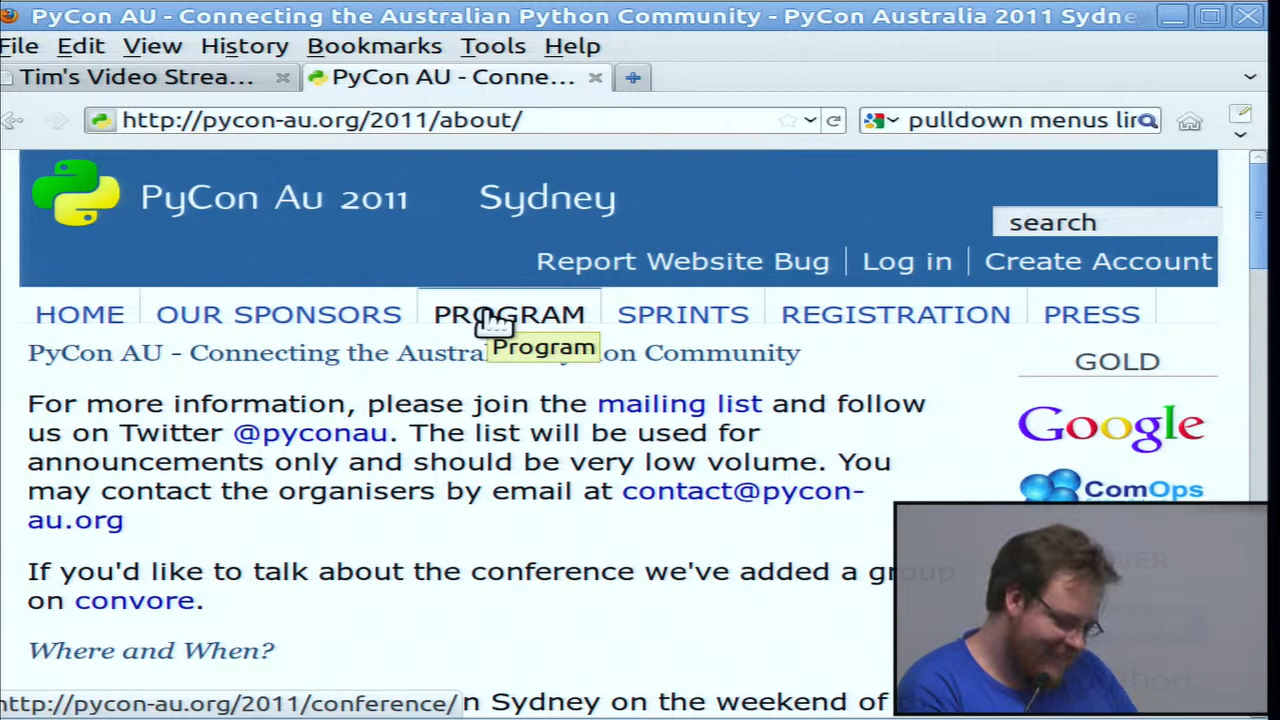 PyCon AU - Connecting the Australian Python Community - PyCon Australia 2011 Sydne
File Edit View History Bookmarks Tools Help
Tim's Video Strea...
PyCon AU - Conne...
http://pycon-au.org/2011/about/
pulldown menus lir
PyCon Au 2011 Sydney
search
Report Website Bug
Log in
Create Account
HOME
OUR SPONSORS
PROGRAM
SPRINTS
REGISTRATION
PRESS
Program
PyCon AU - Connecting the Austra on Community
GOLD
For more information, please join the mailing list and follow
us on Twitter @pyconau. The list will be used for
announcements only and should be very low volume. You
may contact the organisers by email at contact@pycon-
au.org
Google
ComOps
If you'd like to talk about the conference we've added a group
on convore.
Where and When?
http://pycon-au.org/2011/conference/
n Sydney on the weekend of